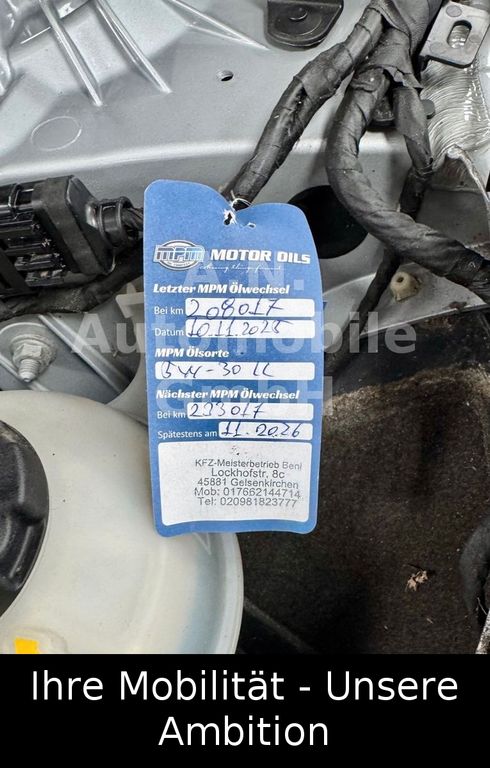 MPM MOTOR OILS
Letzter MPM Ölwechsel
Bei km 208017
Datum 10.11.2025
MPM Ölsorte
5W-30 LL
Nächster MPM Ölwechsel
Bei km 223017
Spätestens am 11.2026
KFZ-Meisterbetrieb Benl
Lockhofstr. 8c
45881 Gelsenkirchen
Mob: 017662144714
Tel: 020981823777
Automobile
GmbH
Ihre Mobilität - Unsere
Ambition